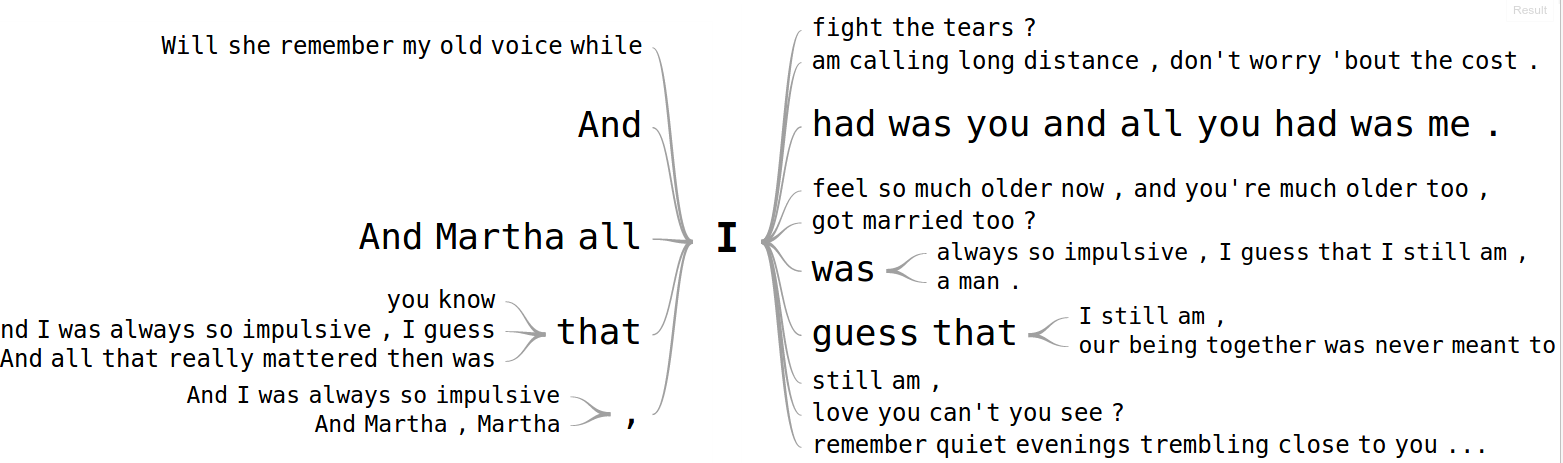 Result
Will she remember my old voice while
And
And Martha all
you know
nd I was always so impulsive , I guess
And all that really mattered then was
that
And I was always so impulsive
And Martha , Martha
,
I
fight the tears ?
am calling long distance , don't worry 'bout the cost .
had was you and all you had was me .
feel so much older now , and you're much older too ,
got married too ?
was
always so impulsive , I guess that I still am ,
a man .
guess that
I still am ,
our being together was never meant to
still am ,
love you can't you see ?
remember quiet evenings trembling close to you ...